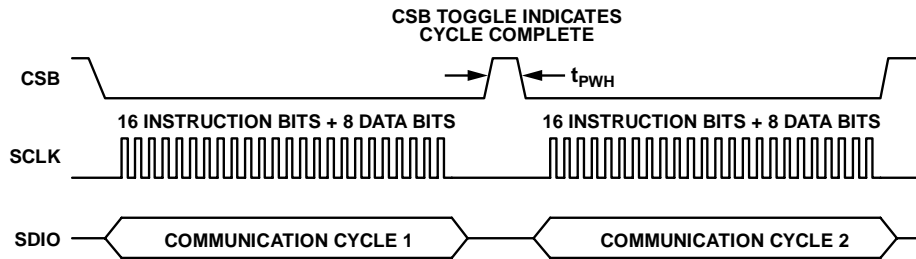 CSB TOGGLE INDICATES
CYCLE COMPLETE
CSB
tPWH
16 INSTRUCTION BITS + 8 DATA BITS
16 INSTRUCTION BITS + 8 DATA BITS
SCLK
SDIO
COMMUNICATION CYCLE 1
COMMUNICATION CYCLE 2